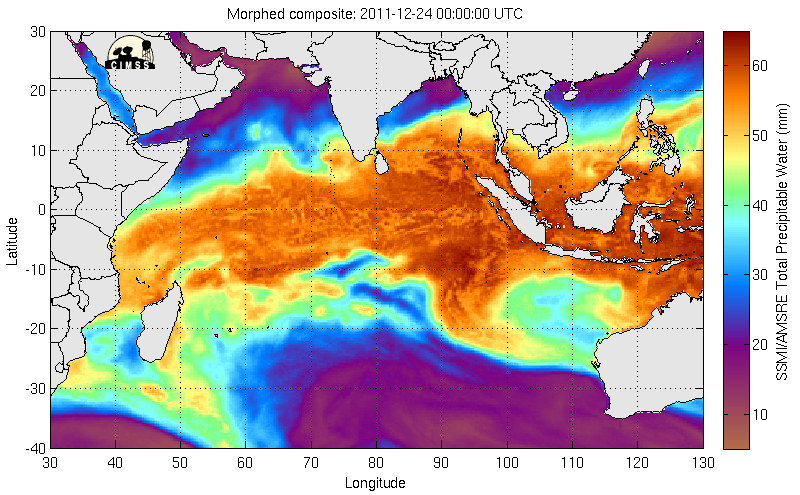 Morphed composite: 2011-12-24 00:00:00 UTC
CIMSS
30
20
10
0
-10
-20
-30
-40
Latitude
30 40 50 60 70 80 90 100 110 120 130
Longitude
60
50
40
30
20
10
SSMI/AMSRE Total Precipitable Water (mm)